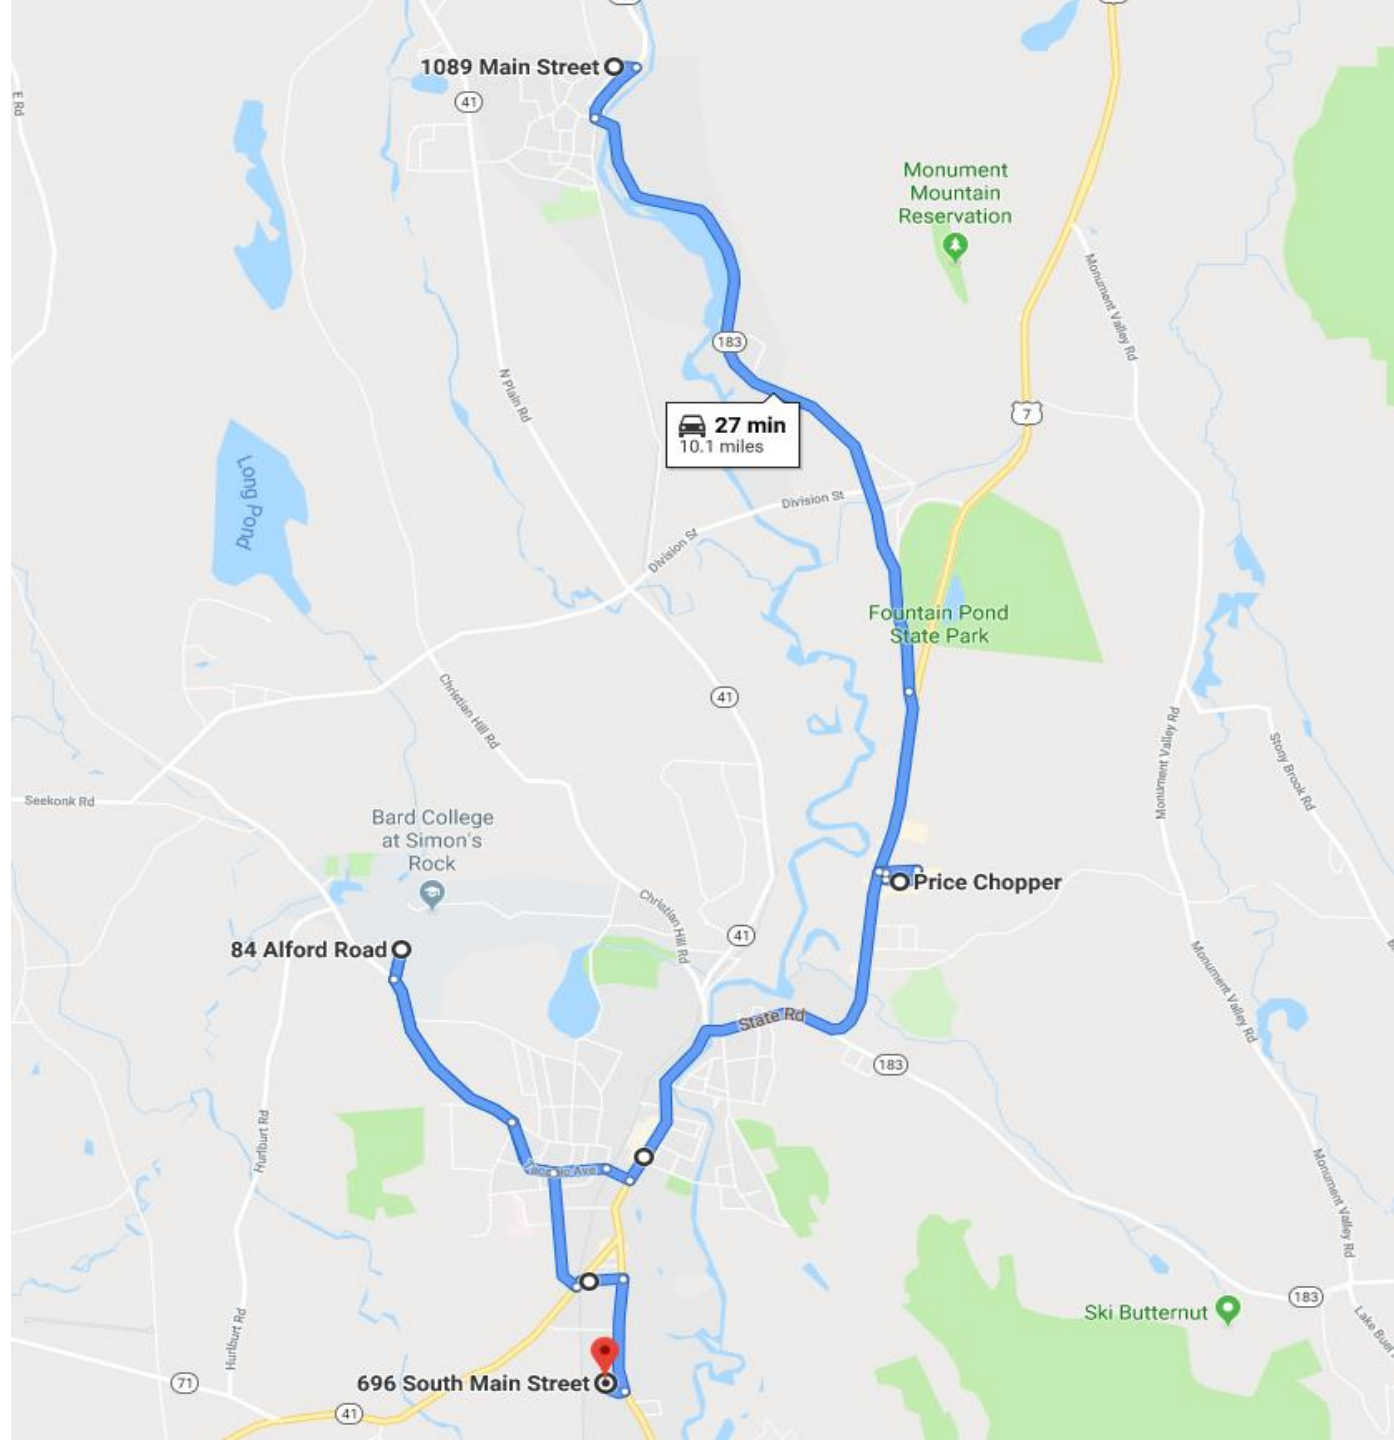 1089 Main Street
41
E Rd
Monument
Mountain
Reservation
Monument Valley Rd
183
N Plain Rd
7
27 min
10.1 miles
Long Pond
Division St
Division St
Fountain Pond
State Park
41
Christian Hill Rd
Monument Valley Rd
Stony Brook Rd
Seekonk Rd
Bard College
at Simon's
Rock
Price Chopper
Christian Hill Rd
41
84 Alford Road
Monument Valley Rd
State Rd
183
Hurlburt Rd
Ave
Monument Valley Rd
183
Ski Butternut
Hurlburt Rd
Lake Buel
71
696 South Main Street
41